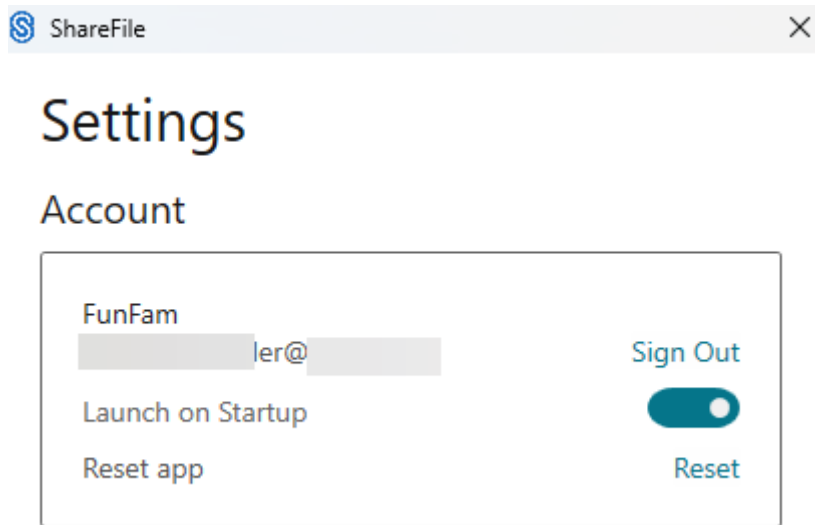 ShareFile
Settings
Account
FunFam
ler@
Sign Out
Launch on Startup
Reset app
Reset